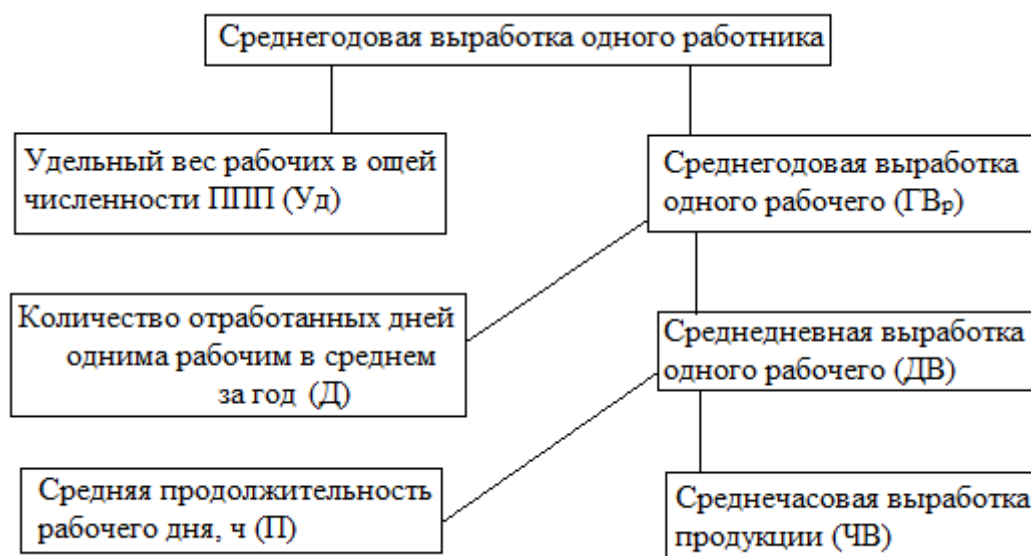 Среднегодовая выработка одного работника
Удельный вес рабочих в ощей
численности ППП (Уд)
Среднегодовая выработка
одного рабочего (ГВр)
Количество отработанных дней
однима рабочим в среднем
за год (Д)
Среднедневная выработка
одного рабочего (ДВ)
Средняя продолжительность
рабочего дня, ч (П)
Среднечасовая выработка
продукции (ЧВ)